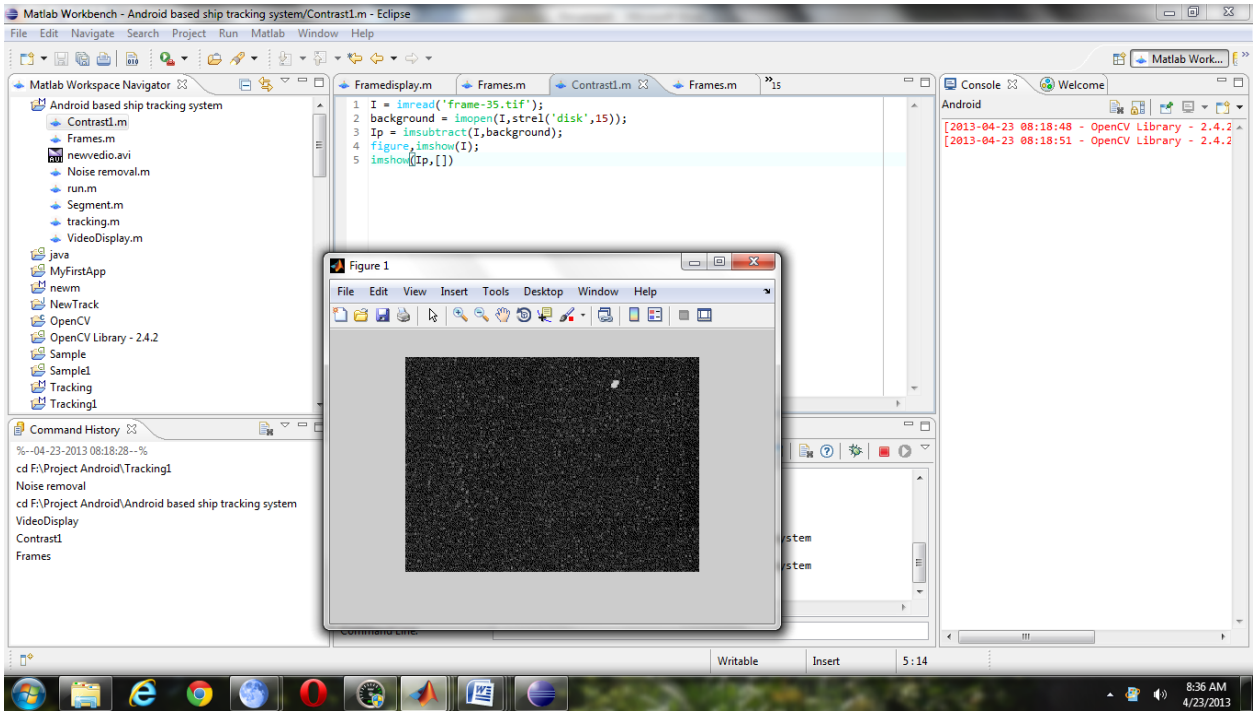 Matlab Workbench - Android based ship tracking system/Contrast1.m - Eclipse
File Edit Navigate Search Project Run Matlab Window Help
Matlab Work...
Matlab Workspace Navigator
Android based ship tracking system
Contrast1.m
Frames.m
newvedio.avi
Noise removal.m
run.m
Segment.m
tracking.m
VideoDisplay.m
java
MyFirstApp
newm
NewTrack
OpenCV
OpenCV Library - 2.4.2
Sample
Sample1
Tracking
Tracking1
Framedisplay.m Frames.m Contrast1.m Frames.m »15
1 I = imread('frame-35.tif');
2 background = imopen(I,strel('disk',15));
3 Ip = imsubtract(I,background);
4 figure,imshow(I);
5 imshow(Ip,[])
Console Welcome
Android
[2013-04-23 08:18:48 - OpenCV Library - 2.4.2
[2013-04-23 08:18:51 - OpenCV Library - 2.4.2
Figure 1
File Edit View Insert Tools Desktop Window Help
Command History
%--04-23-2013 08:18:28--%
cd F:\Project Android\Tracking1
Noise removal
cd F:\Project Android\Android based ship tracking system
VideoDisplay
Contrast1
Frames
ystem
ystem
Command Line:
Writable Insert 5 : 14
8:36 AM
4/23/2013